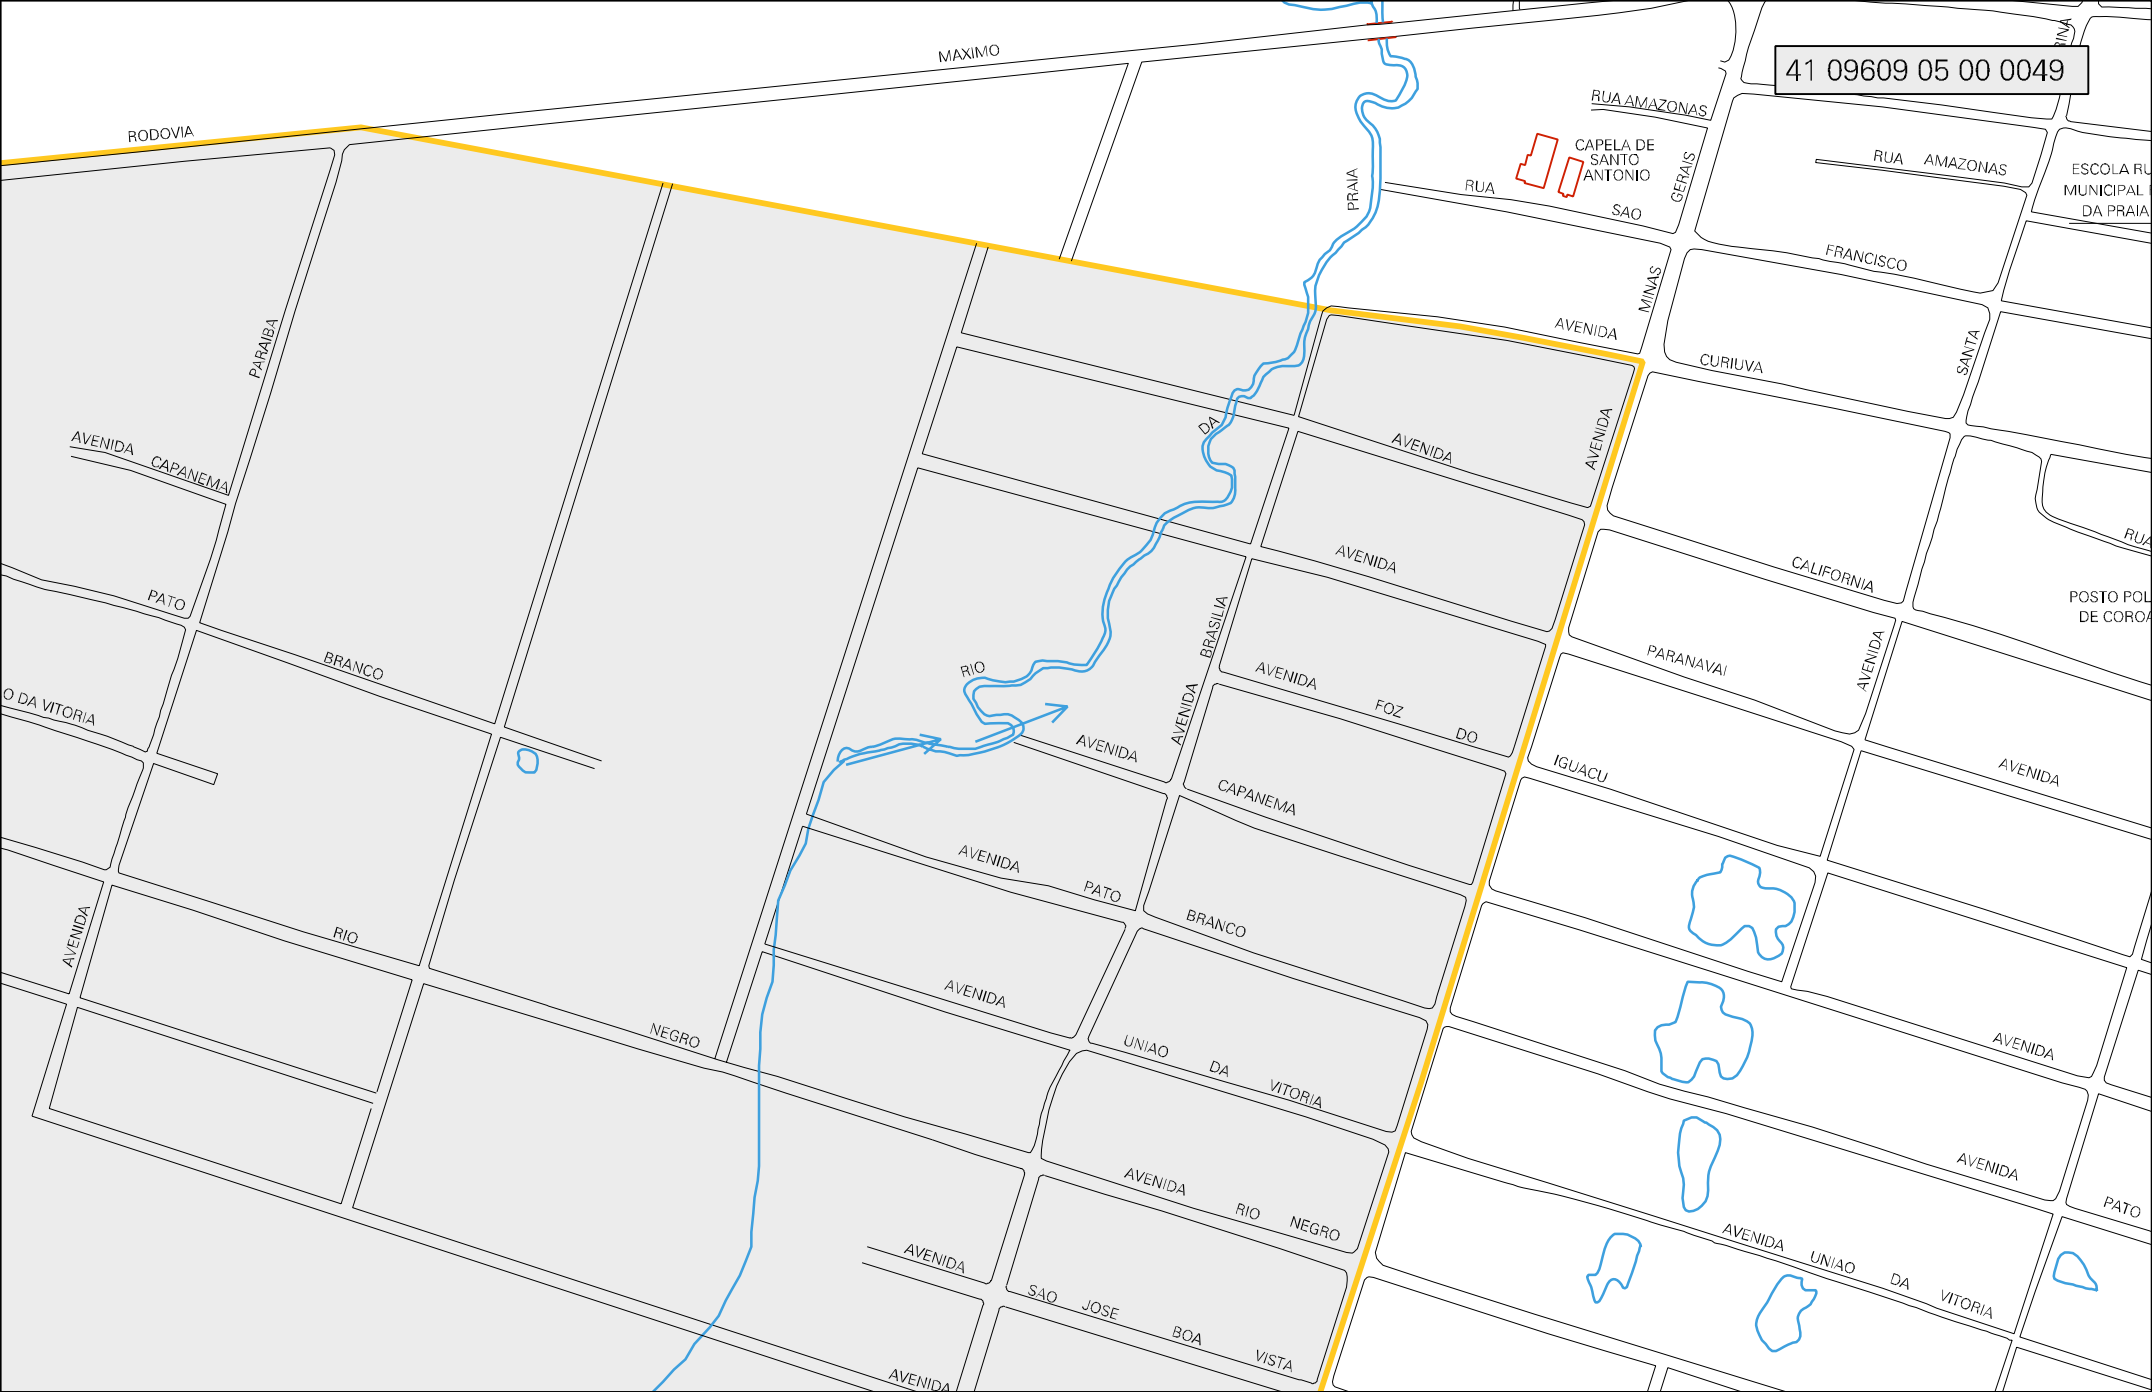 MAXIMO
RODOVIA
41 09609 05 00 0049
RUA AMAZONAS
CAPELA DE
SANTO
ANTONIO
RUA AMAZONAS
ESCOLA RU
MUNICIPAL
DA PRAIA
PRAIA
RUA
SAO
GERAIS
FRANCISCO
MINAS
AVENIDA
CURIUVA
SANTA
PARAIBA
AVENIDA CAPANEMA
DA
AVENIDA
AVENIDA
RUA
AVENIDA
CALIFORNIA
POSTO POL
DE COROA
PATO
BRANCO
RIO
BRASILIA
AVENIDA
AVENIDA FOZ DO
IGUACU
PARANAVAI
AVENIDA
AVENIDA
O DA VITORIA
AVENIDA
CAPANEMA
AVENIDA PATO
BRANCO
AVENIDA
RIO
NEGRO
AVENIDA
UNIAO DA VITORIA
AVENIDA
AVENIDA
PATO
AVENIDA RIO NEGRO
AVENIDA UNIAO DA VITORIA
AVENIDA
SAO JOSE BOA VISTA
AVENIDA